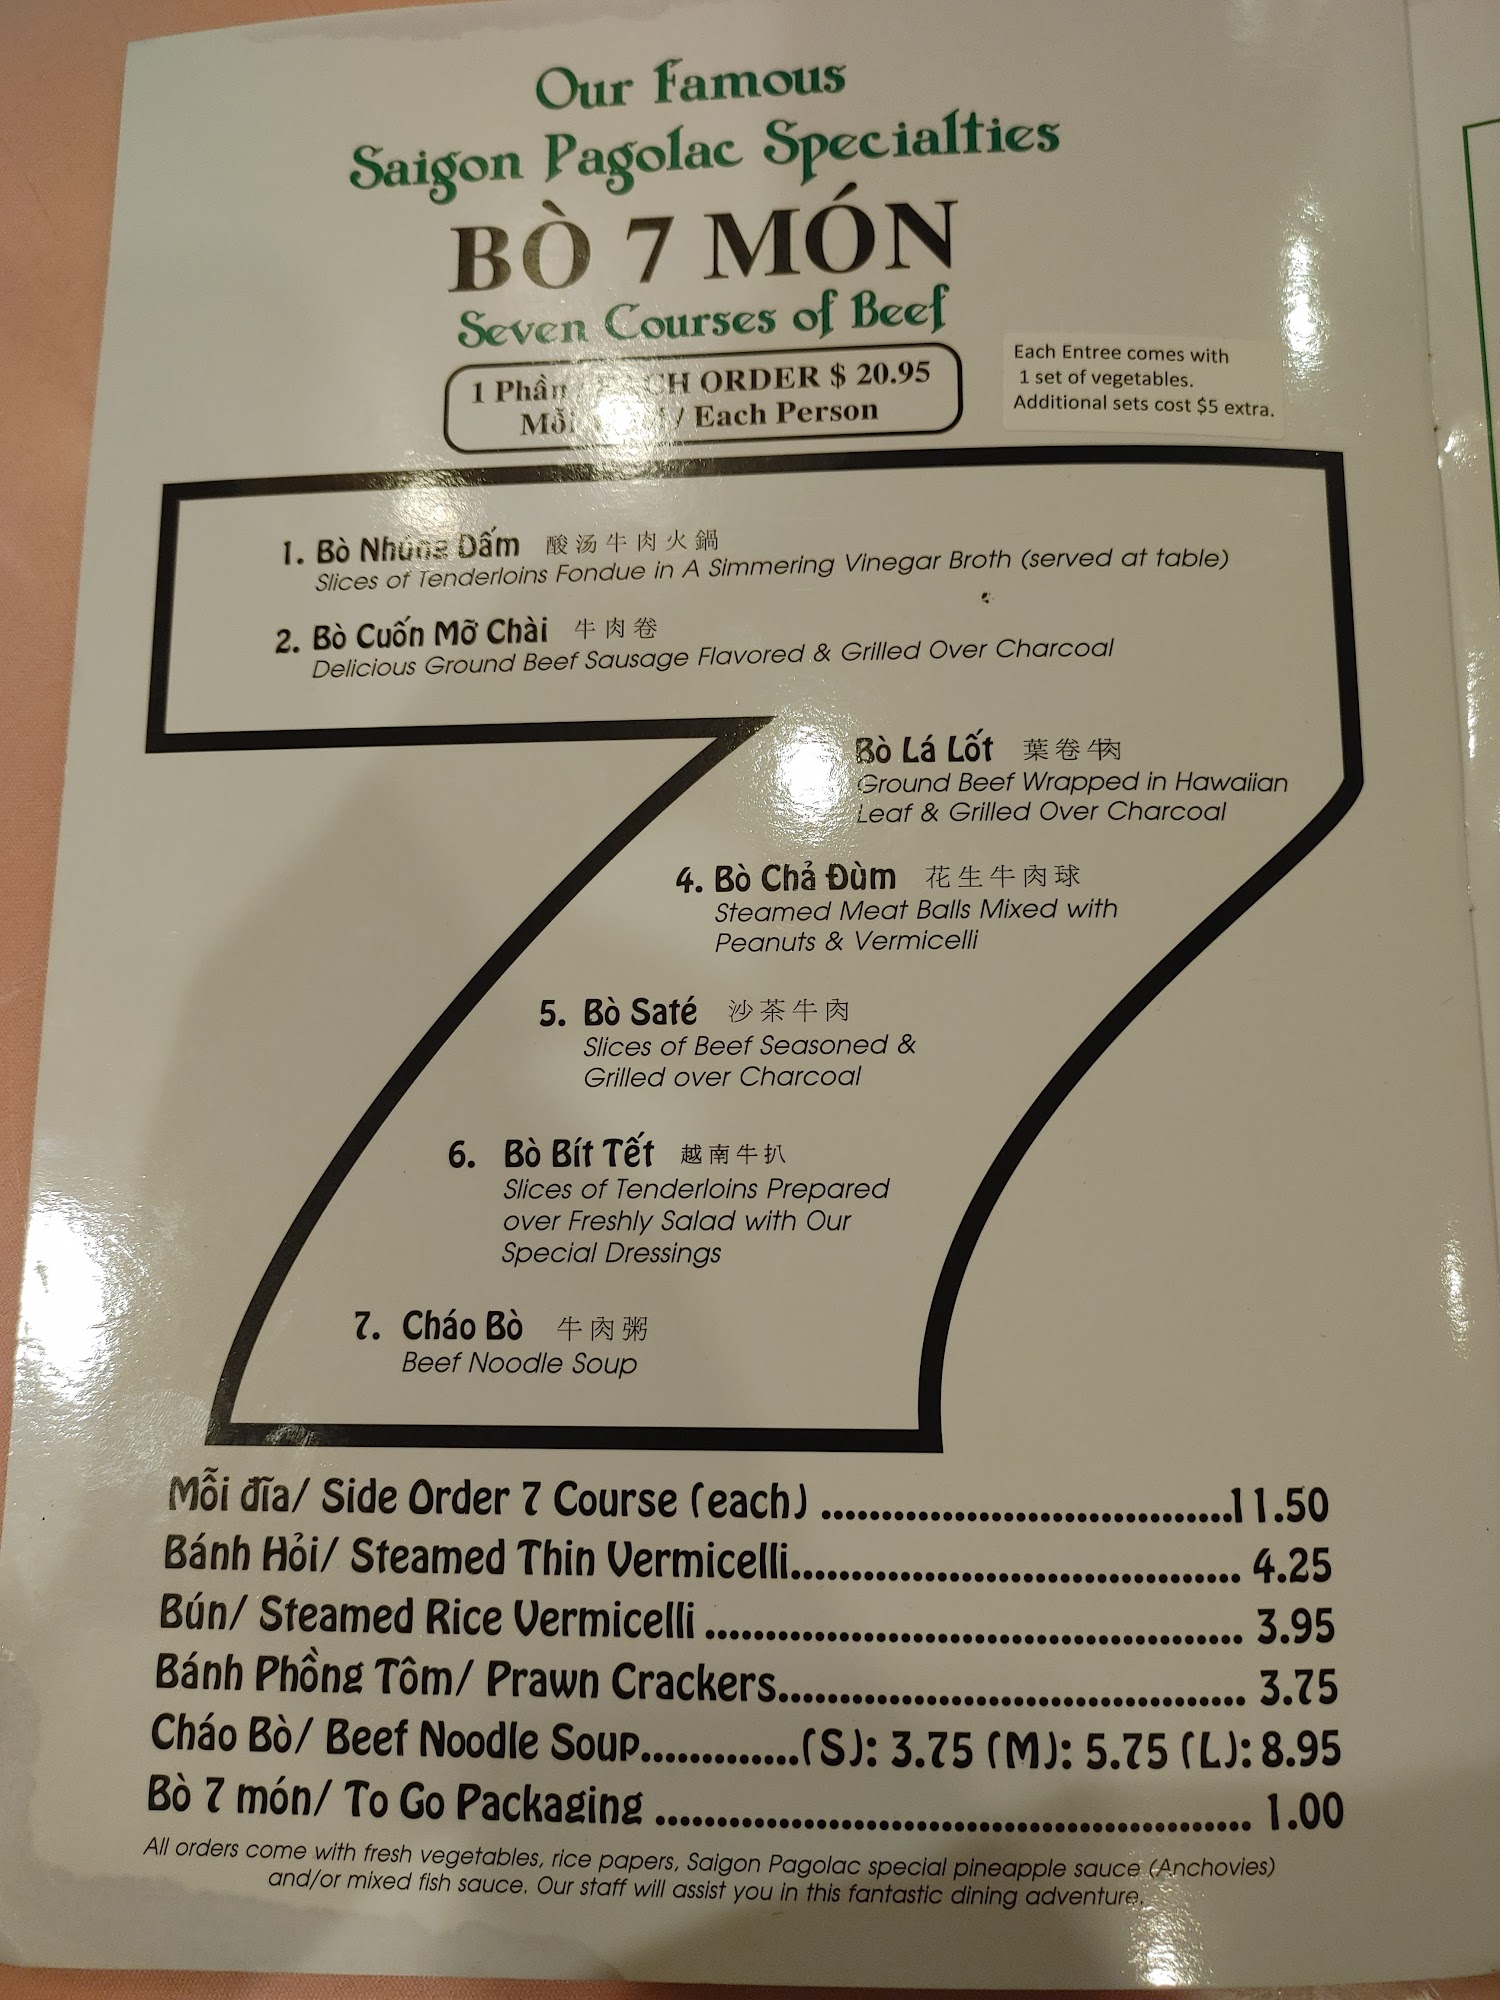 Our Famous
Saigon Pagolac Specialties
BÒ 7 MÓN
Seven Courses of Beef
1 Phần / EACH ORDER $ 20.95
/ Each Person
Each Entree comes with
1 set of vegetables.
Additional sets cost $5 extra.
1. Bò Nhúng Dấm 酸汤牛肉火鍋
Slices of Tenderloins Fondue in A Simmering Vinegar Broth (served at table)
2. Bò Cuốn Mỡ Chài 牛肉卷
Delicious Ground Beef Sausage Flavored & Grilled Over Charcoal
Bò Lá Lốt 葉卷牛肉
Ground Beef Wrapped in Hawaiian
Leaf & Grilled Over Charcoal
4. Bò Chả Đùm 花生牛肉球
Steamed Meat Balls Mixed with
Peanuts & Vermicelli
5. Bò Saté 沙茶牛肉
Slices of Beef Seasoned &
Grilled over Charcoal
6. Bò Bít Tết 越南牛扒
Slices of Tenderloins Prepared
over Freshly Salad with Our
Special Dressings
7. Cháo Bò 牛肉粥
Beef Noodle Soup
Mỗi đĩa/ Side Order 7 Course (each) ..................................11.50
Bánh Hỏi/ Steamed Thin Vermicelli..................................... 4.25
Bún/ Steamed Rice Vermicelli ............................................. 3.95
Bánh Phồng Tôm/ Prawn Crackers....................................... 3.75
Cháo Bò/ Beef Noodle Soup.............(S): 3.75 (M): 5.75 (L): 8.95
Bò 7 món/ To Go Packaging .................................................. 1.00
All orders come with fresh vegetables, rice papers, Saigon Pagolac special pineapple sauce (Anchovies)
and/or mixed fish sauce. Our staff will assist you in this fantastic dining adventure.